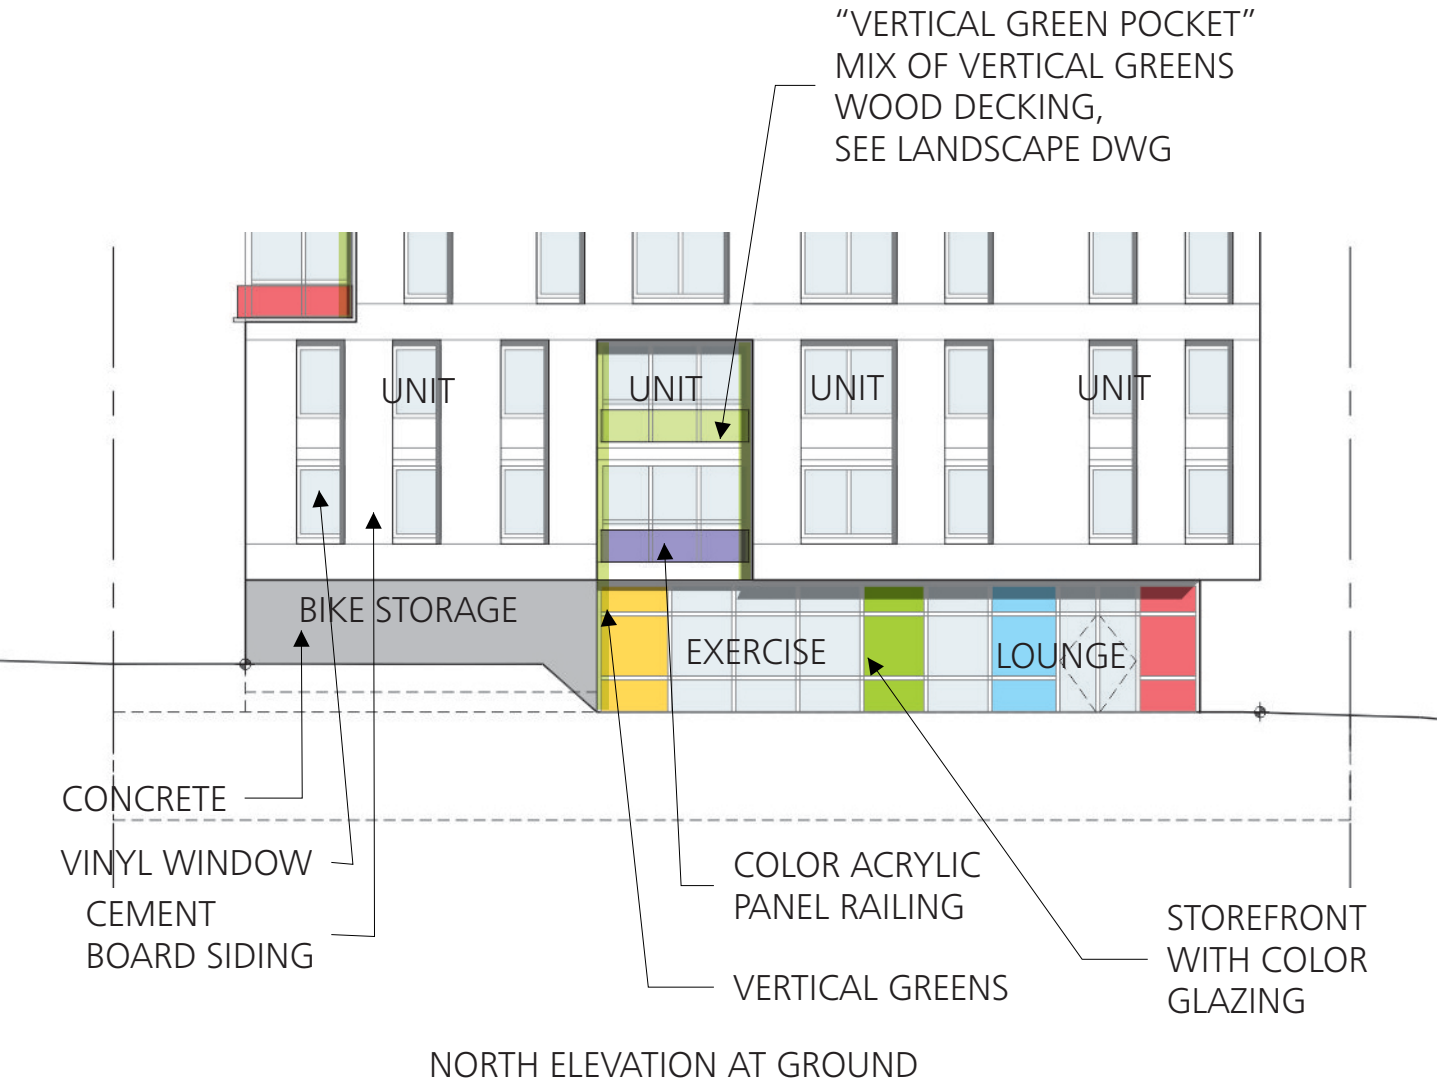 “VERTICAL GREEN POCKET”
MIX OF VERTICAL GREENS
WOOD DECKING,
SEE LANDSCAPE DWG
UNIT
UNIT
UNIT
UNIT
BIKE STORAGE
EXERCISE
LOUNGE
CONCRETE
VINYL WINDOW
CEMENT
BOARD SIDING
COLOR ACRYLIC
PANEL RAILING
VERTICAL GREENS
STOREFRONT
WITH COLOR
GLAZING
NORTH ELEVATION AT GROUND